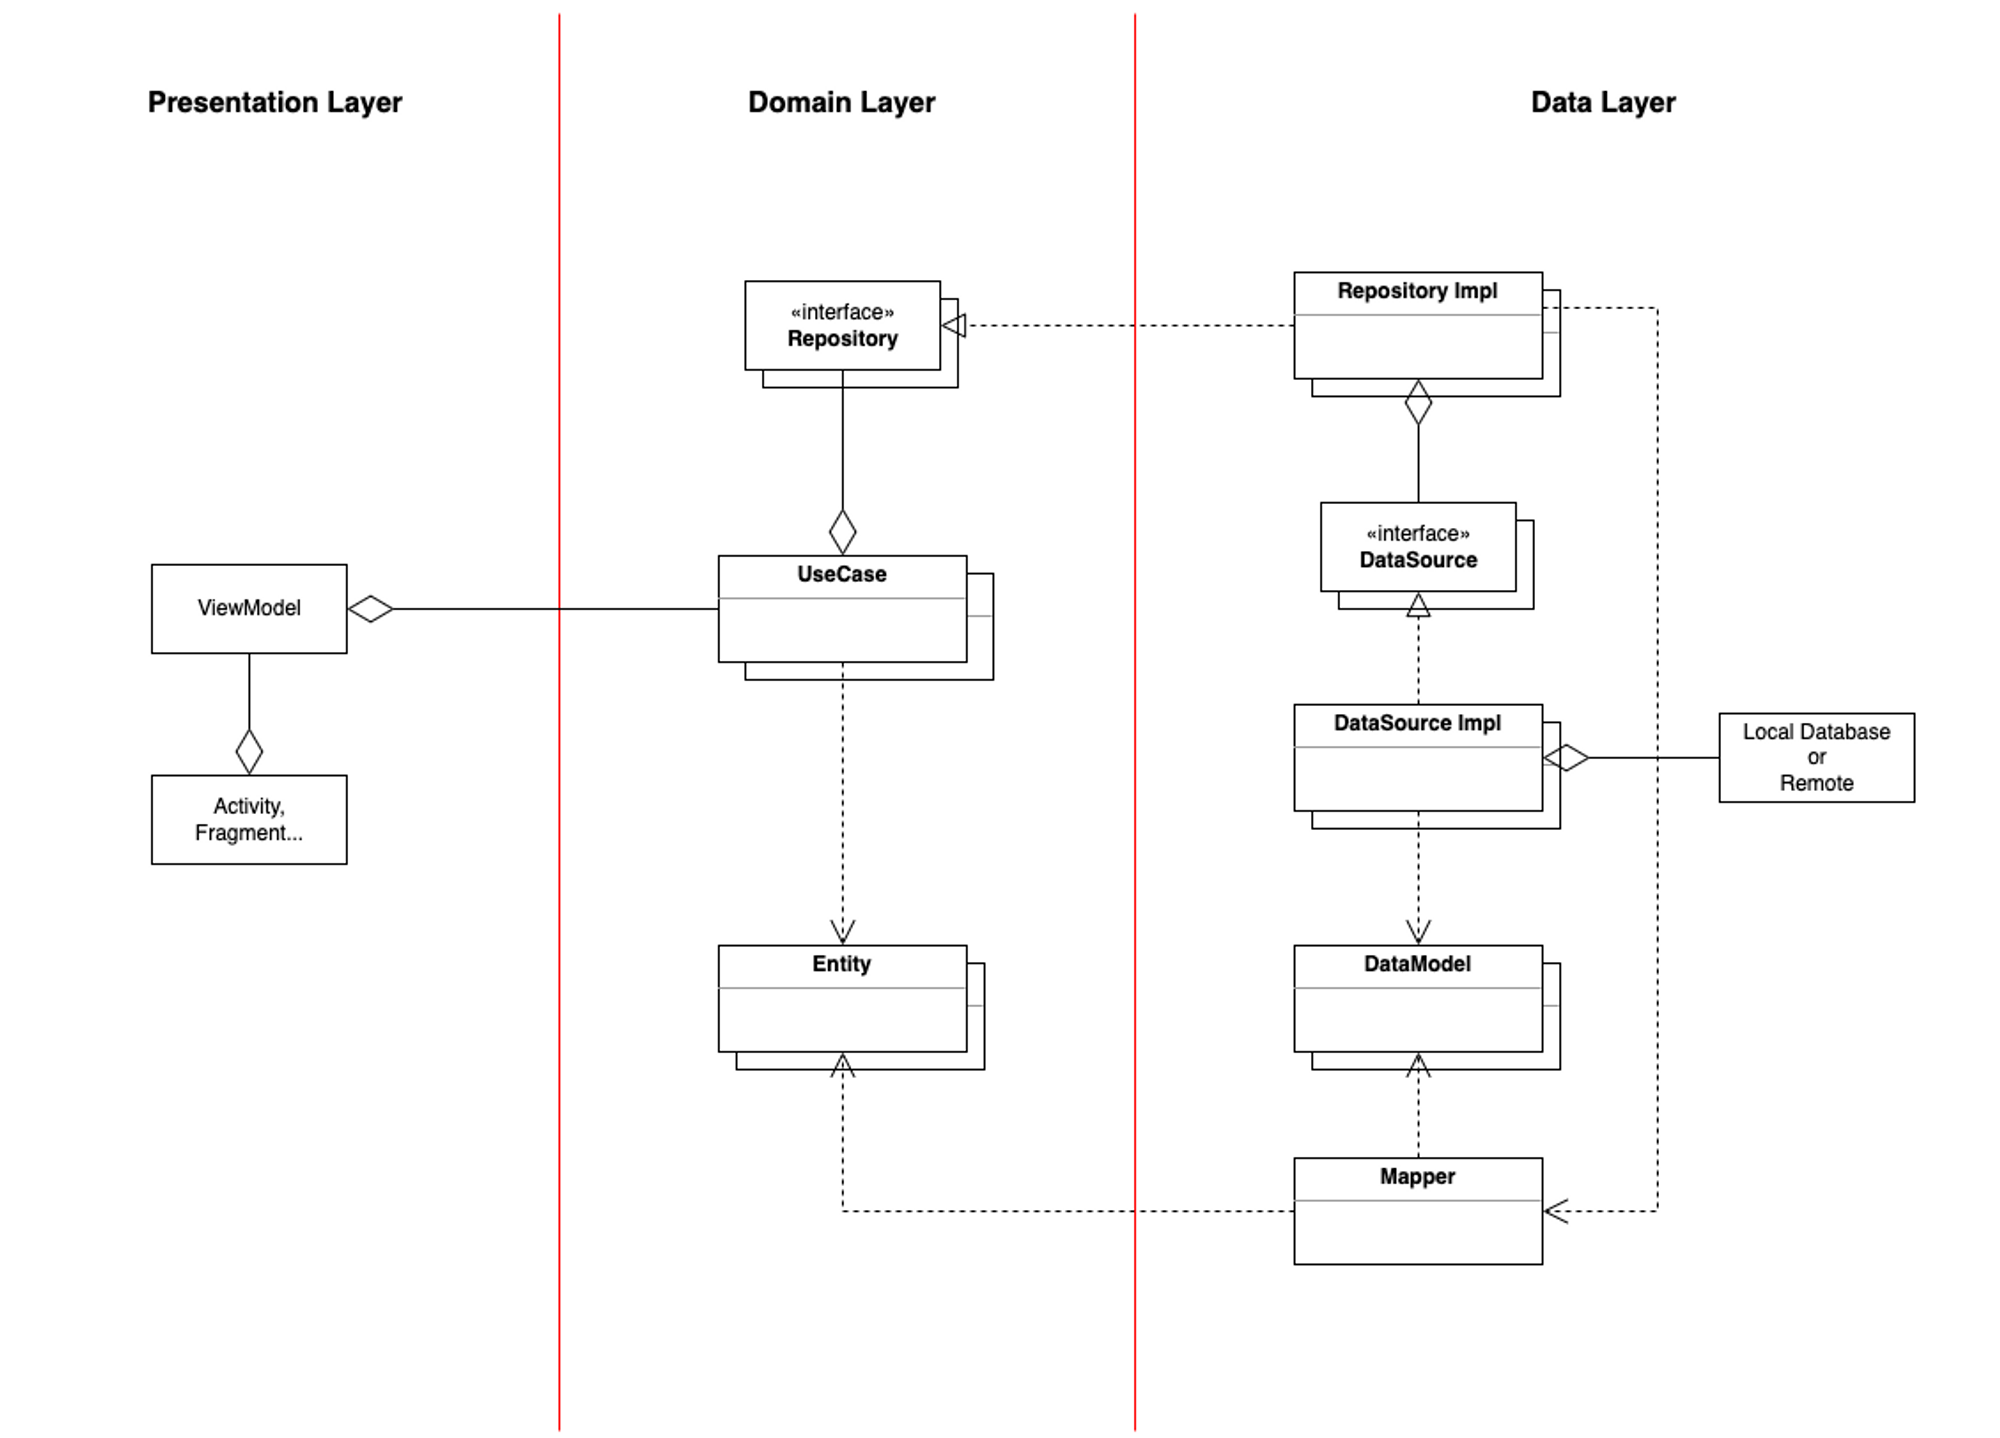 Presentation Layer
Domain Layer
Data Layer
«interface»
Repository
Repository Impl
«interface»
DataSource
UseCase
ViewModel
DataSource Impl
Local Database
or
Remote
Activity,
Fragment...
Entity
DataModel
Mapper